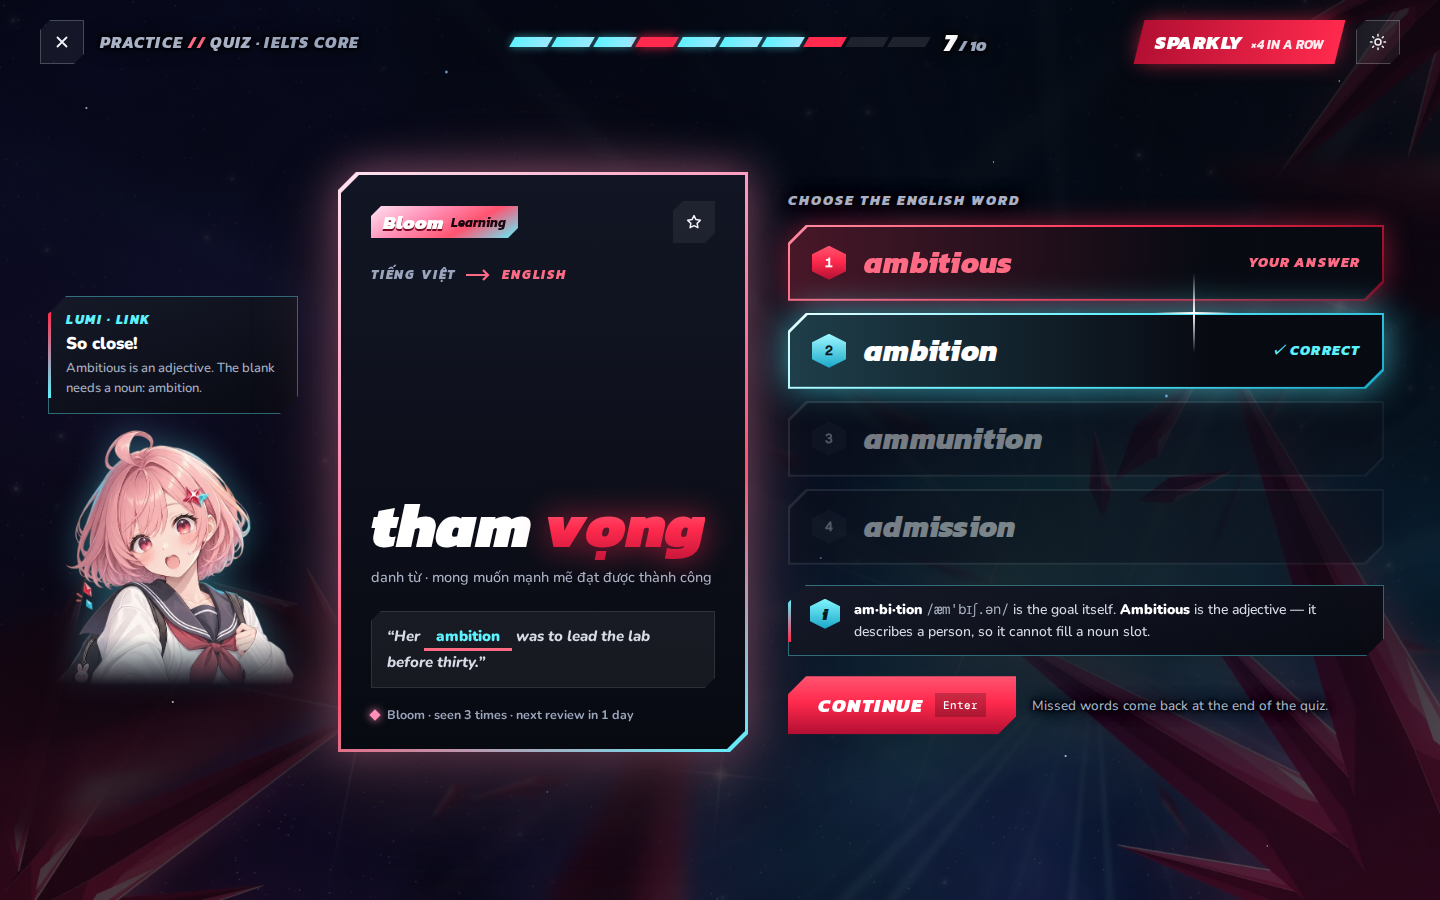 PRACTICE // QUIZ · IELTS CORE
7 / 10
SPARKLY ×4 IN A ROW
LUMI · LINK
So close!
Ambitious is an adjective. The blank
needs a noun: ambition.
Bloom Learning
TIẾNG VIỆT → ENGLISH
tham vọng
danh từ · mong muốn mạnh mẽ đạt được thành công
“Her ambition was to lead the lab
before thirty.”
Bloom · seen 3 times · next review in 1 day
CHOOSE THE ENGLISH WORD
1 ambitious YOUR ANSWER
2 ambition ✓ CORRECT
3 ammunition
4 admission
i am·bi·tion /æmˈbɪʃ.ən/ is the goal itself. Ambitious is the adjective — it
describes a person, so it cannot fill a noun slot.
CONTINUE Enter
Missed words come back at the end of the quiz.